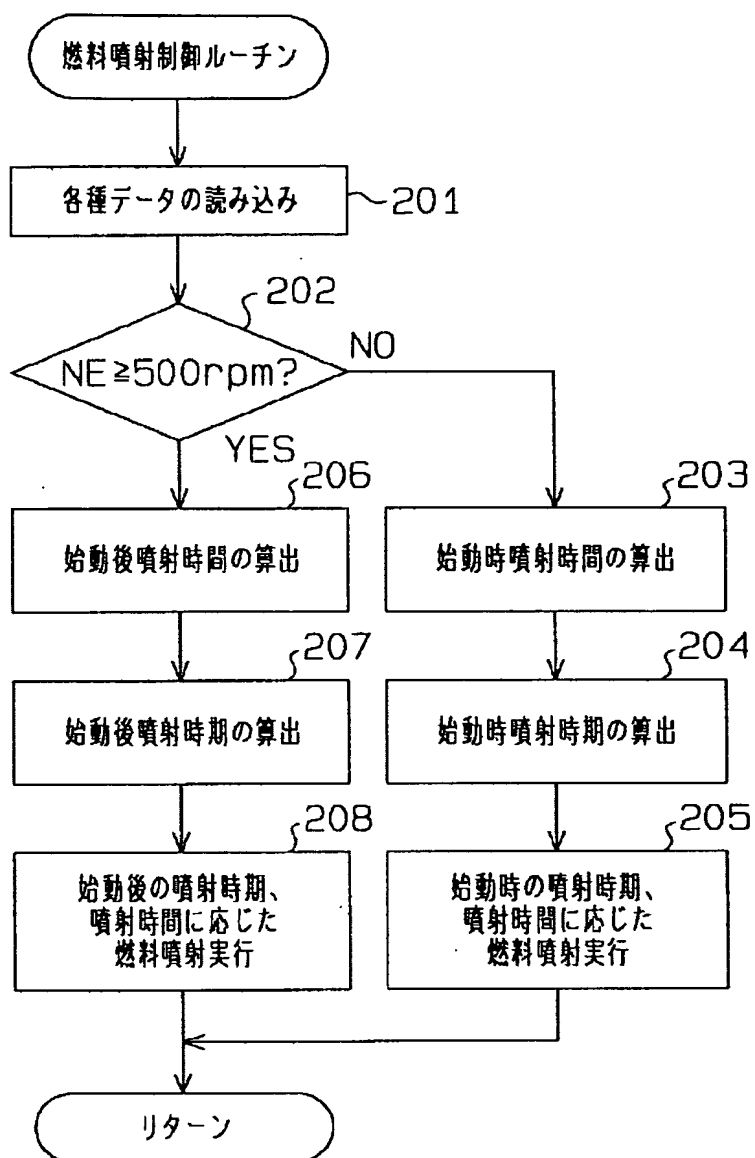 燃料噴射制御ルーチン
各種データの読み込み
201
202
NE≧500rpm?
NO
YES
206
始動後噴射時間の算出
203
始動時噴射時間の算出
207
始動後噴射時期の算出
204
始動時噴射時期の算出
208
始動後の噴射時期、
噴射時間に応じた
燃料噴射実行
205
始動時の噴射時期、
噴射時間に応じた
燃料噴射実行
リターン